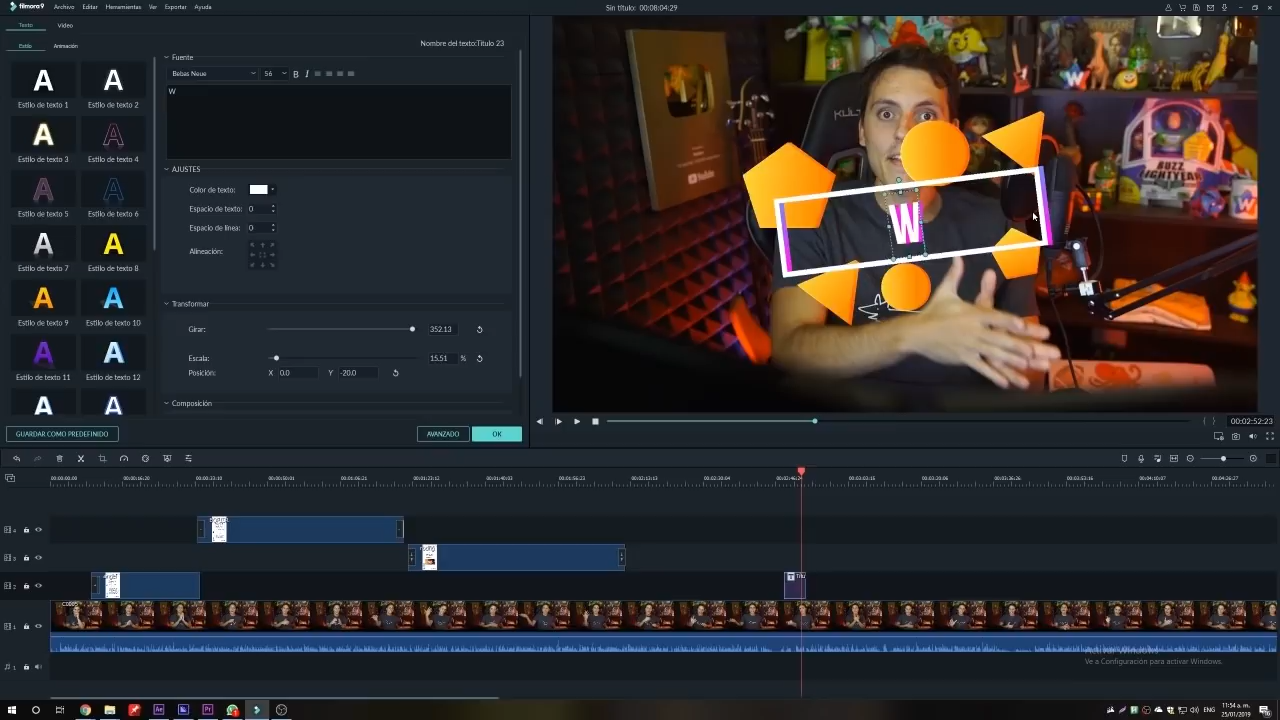 filmora9 Archivo Editar Herramientas Ver Exportar Ayuda
Sin título: 00:08:04:29
Texto Video
Estilo Animación
Nombre del texto:Título 23
Estilo de texto 1
Estilo de texto 2
Estilo de texto 3
Estilo de texto 4
Estilo de texto 5
Estilo de texto 6
Estilo de texto 7
Estilo de texto 8
Estilo de texto 9
Estilo de texto 10
Estilo de texto 11
Estilo de texto 12
Fuente
Bebas Neue 56 B I
W
AJUSTES
Color de texto:
Espacio de texto: 0
Espacio de línea: 0
Alineación:
Transformar
Girar: 352.13
Escala: 15.51 %
Posición: X 0.0 Y -20.0
Composición
GUARDAR COMO PREDEFINIDO
AVANZADO OK
YouTube
BUZZ LIGHTYEAR
W
00:02:52:23
Activar Windows
Ve a Configuración para activar Windows.
ENG
11:54 a. m.
25/01/2019